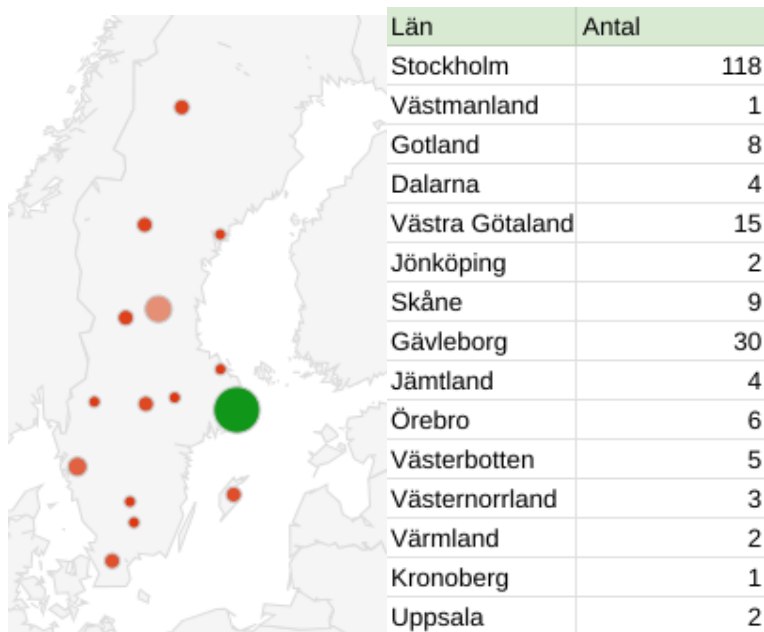 Län Antal
Stockholm 118
Västmanland 1
Gotland 8
Dalarna 4
Västra Götaland 15
Jönköping 2
Skåne 9
Gävleborg 30
Jämtland 4
Örebro 6
Västerbotten 5
Västernorrland 3
Värmland 2
Kronoberg 1
Uppsala 2